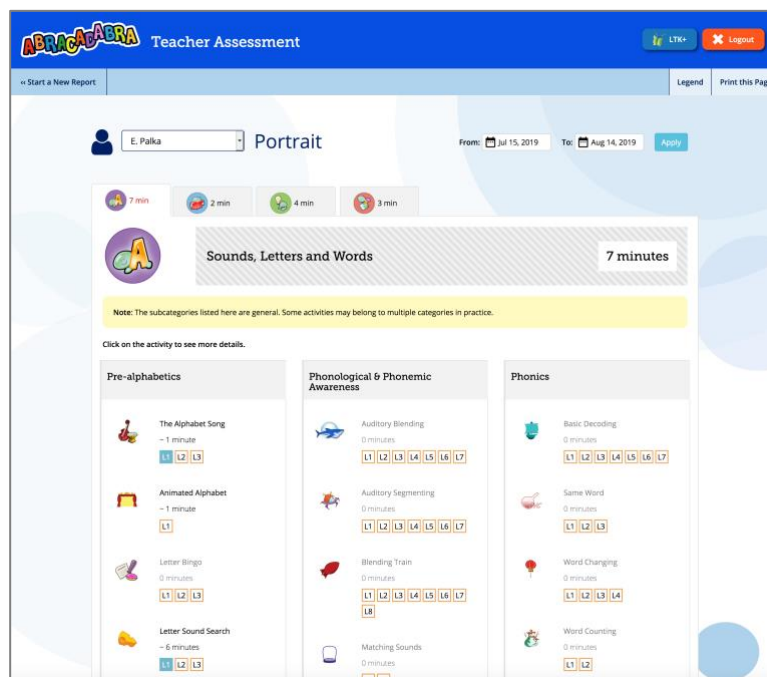 ABRACADABRA Teacher Assessment
LTK+
Logout
‹‹ Start a New Report
Legend
Print this Pag
E. Palka
Portrait
From: Jul 15, 2019 To: Aug 14, 2019 Apply
7 min
2 min
4 min
3 min
Sounds, Letters and Words
7 minutes
Note: The subcategories listed here are general. Some activities may belong to multiple categories in practice.
Click on the activity to see more details.
Pre-alphabetics
The Alphabet Song
~ 1 minute
L1 L2 L3
Animated Alphabet
~ 1 minute
L1
Letter Bingo
0 minutes
L1 L2 L3
Letter Sound Search
~ 6 minutes
L1 L2 L3
Phonological & Phonemic
Awareness
Auditory Blending
0 minutes
L1 L2 L3 L4 L5 L6 L7
Auditory Segmenting
0 minutes
L1 L2 L3 L4 L5 L6 L7
Blending Train
0 minutes
L1 L2 L3 L4 L5 L6 L7
L8
Matching Sounds
0 minutes
Phonics
Basic Decoding
0 minutes
L1 L2 L3 L4 L5 L6 L7
Same Word
0 minutes
L1 L2 L3
Word Changing
0 minutes
L1 L2 L3 L4
Word Counting
0 minutes
L1 L2